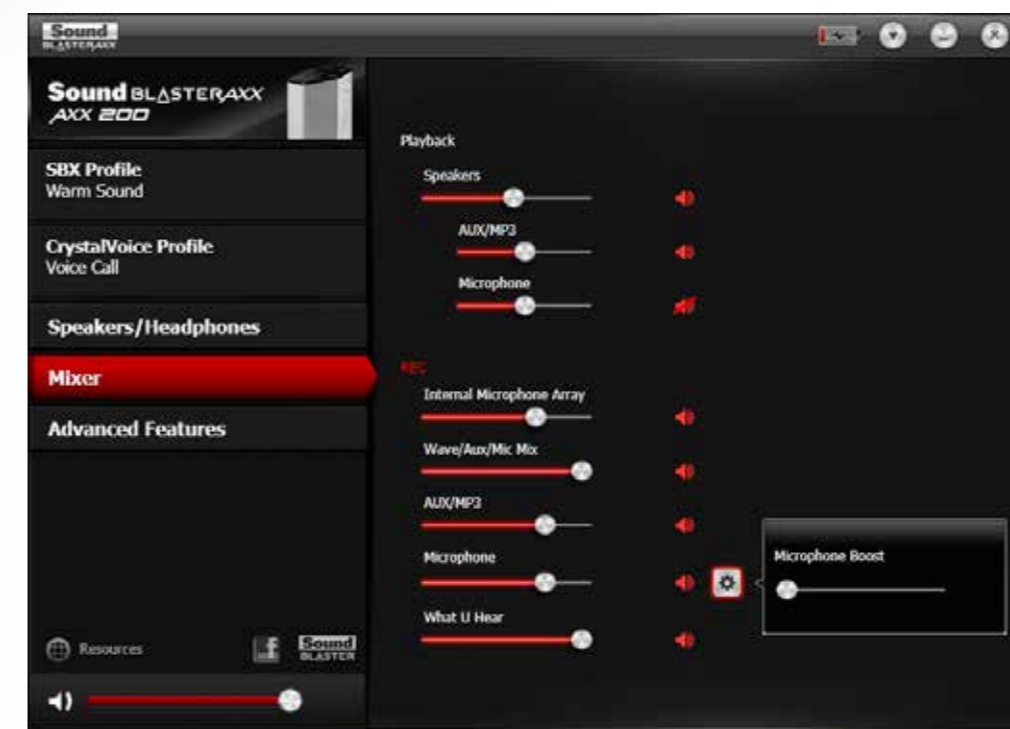 Sound
BLASTERAXX
Sound BLASTERAXX
AXX 200
SBX Profile
Warm Sound
CrystalVoice Profile
Voice Call
Speakers/Headphones
Mixer
Advanced Features
Resources
f
Sound
BLASTER
Playback
Speakers
AUX/MP3
Microphone
REC
Internal Microphone Array
Wave/Aux/Mic Mix
AUX/MP3
Microphone
Microphone Boost
What U Hear